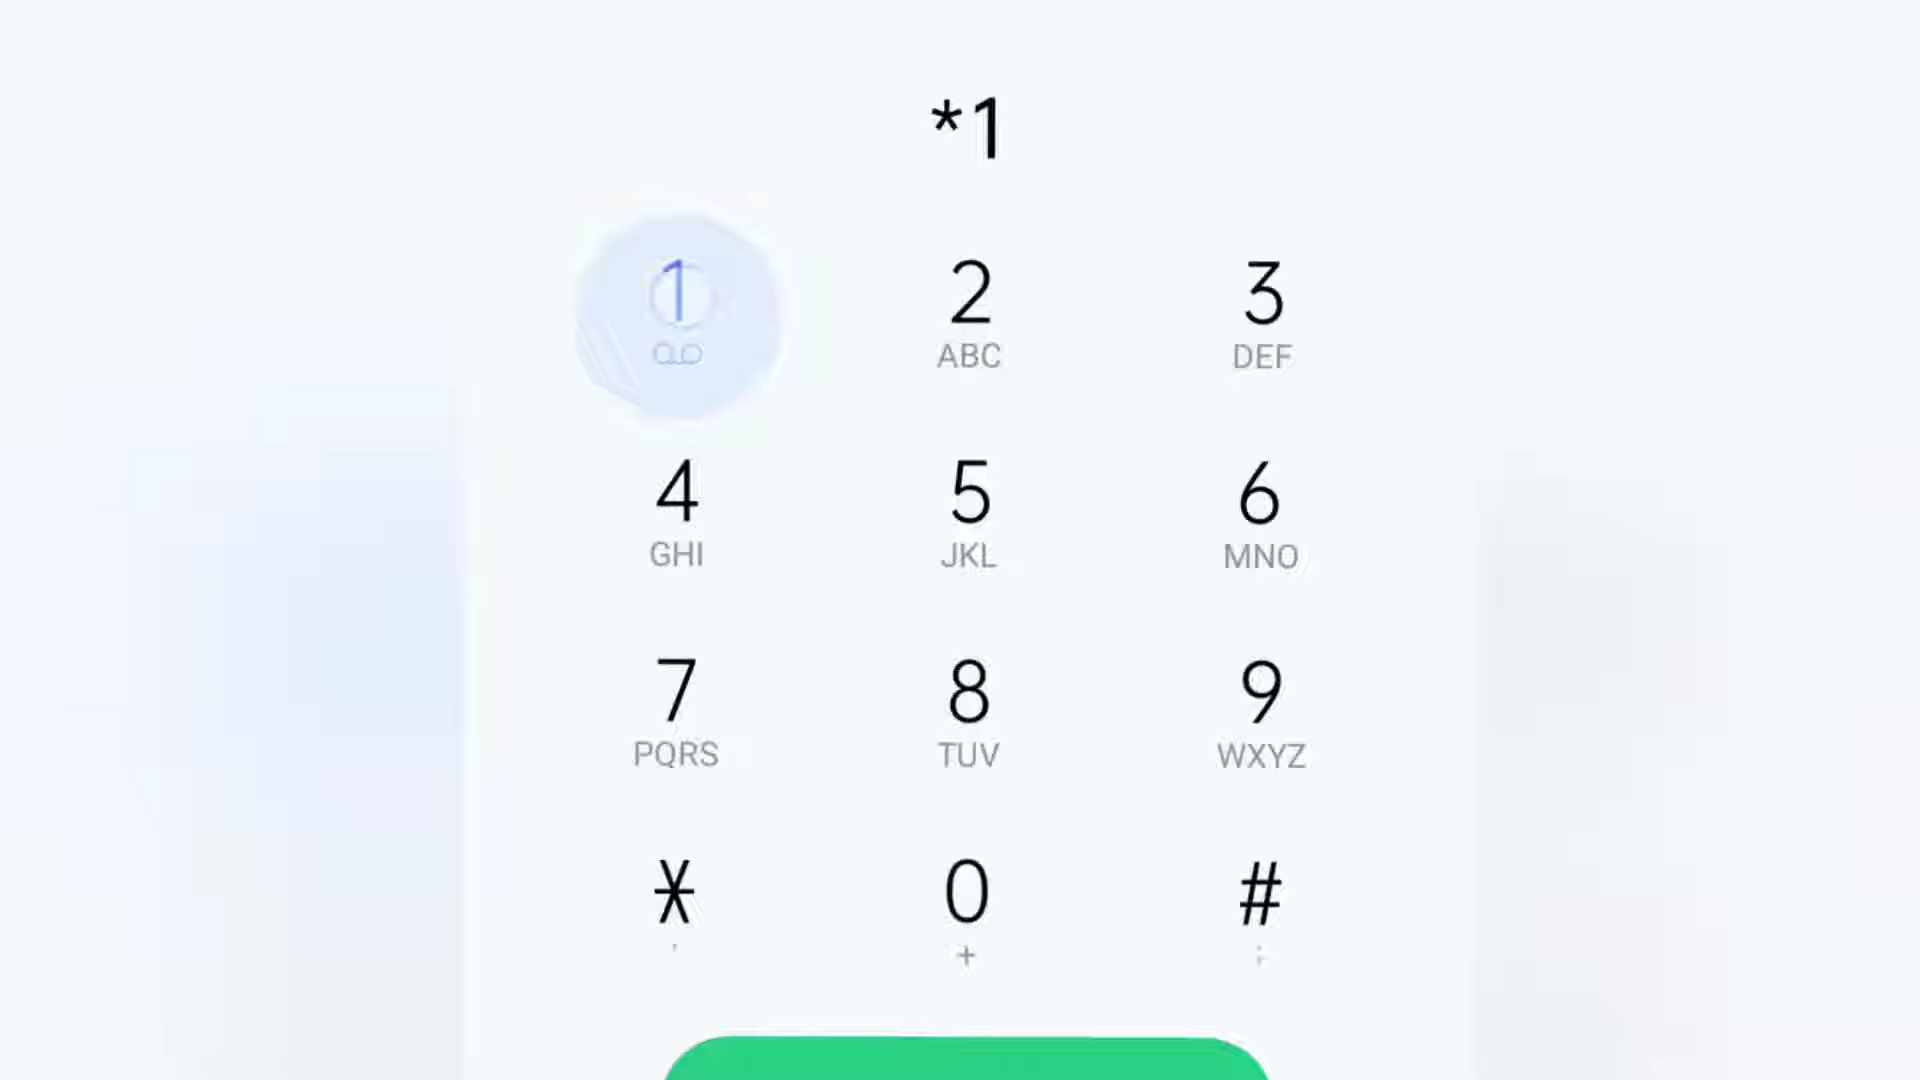 *1
1 2 3
ABC DEF
4 5 6
GHI JKL MNO
7 8 9
PQRS TUV WXYZ
* 0 #
, + ;